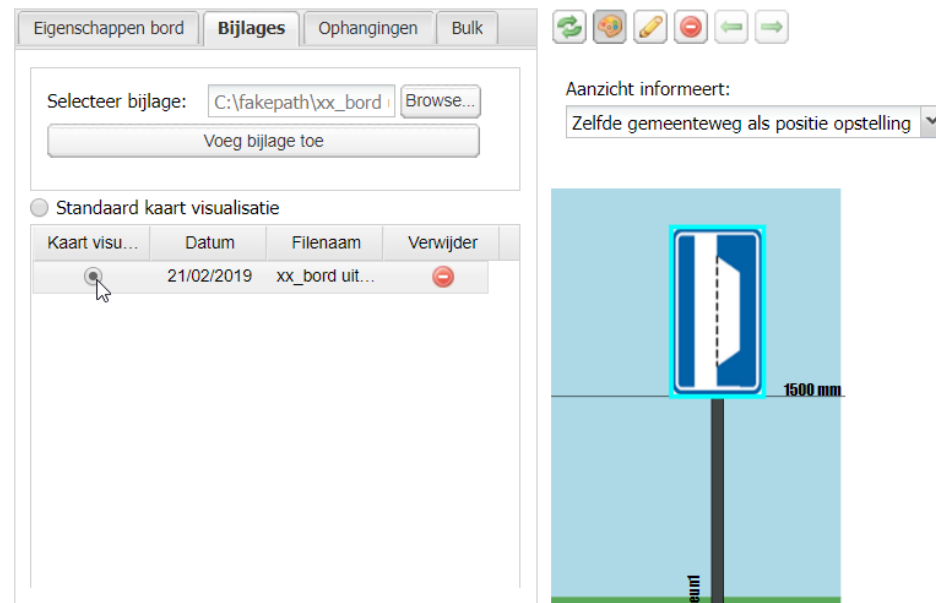 Eigenschappen bord Bijlages Ophangingen Bulk
Selecteer bijlage: C:\fakepath\xx_bord Browse...
Voeg bijlage toe
Standaard kaart visualisatie
Kaart visu... Datum Filenaam Verwijder
21/02/2019 xx_bord uit...
Aanzicht informeert:
Zelfde gemeenteweg als positie opstelling
1500 mm